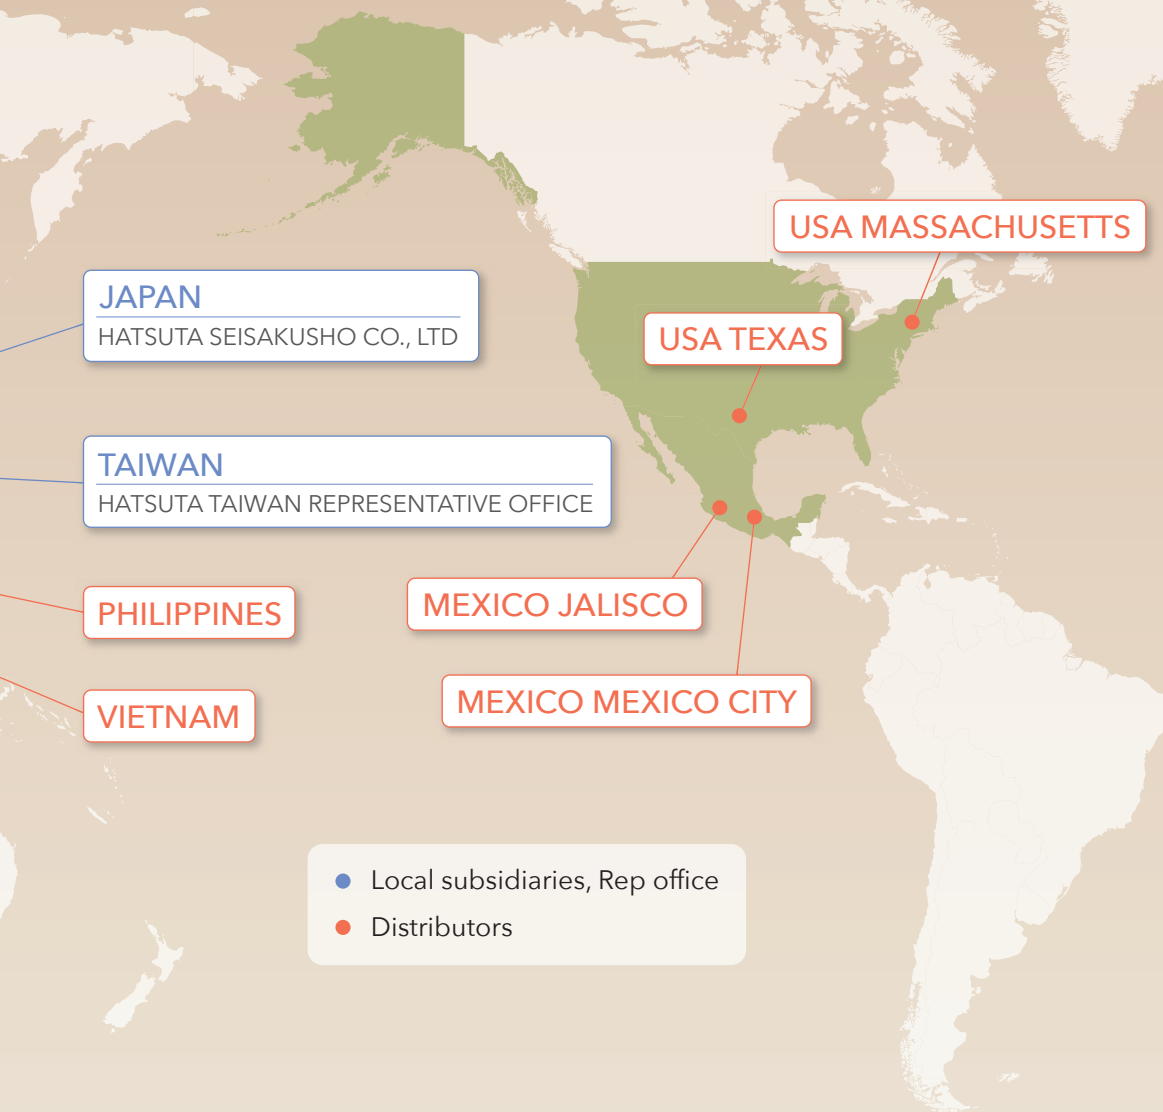 USA MASSACHUSETTS
JAPAN
HATSUTA SEISAKUSHO CO., LTD
USA TEXAS
TAIWAN
HATSUTA TAIWAN REPRESENTATIVE OFFICE
PHILIPPINES
MEXICO JALISCO
VIETNAM
MEXICO MEXICO CITY
Local subsidiaries, Rep office
Distributors